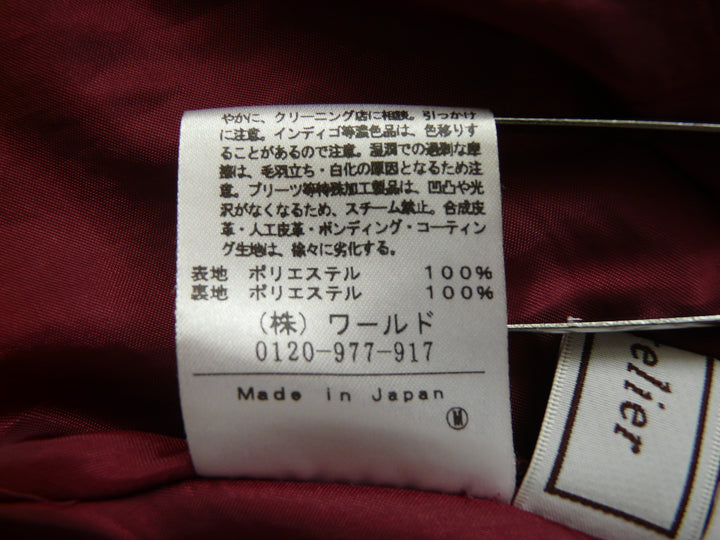 やかに、クリーニング店に相談。引っかけ
に注意。インディゴ等濃色品は、色移りす
ることがあるので注意。湿潤での過剰な摩
擦は、毛羽立ち・白化の原因となるため注
意。プリーツ等特殊加工製品は、凹凸や光
沢がなくなるため、スチーム禁止。合成皮
革・人工皮革・ボンディング・コーティン
グ生地は、徐々に劣化する。
表地 ポリエステル 100%
裏地 ポリエステル 100%
(株)ワールド
0120-977-917
Made in Japan
M
telier